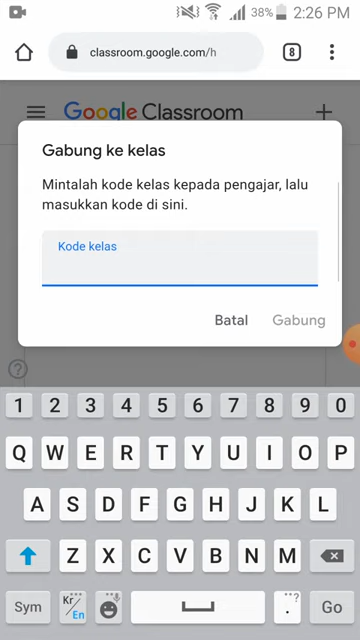 38% 2:26 PM
classroom.google.com/h 8
Google Classroom
Gabung ke kelas
Mintalah kode kelas kepada pengajar, lalu
masukkan kode di sini.
Kode kelas
Batal Gabung
1 2 3 4 5 6 7 8 9 0
Q W E R T Y U I O P
A S D F G H J K L
Z X C V B N M
Sym Kr/En . ? Go